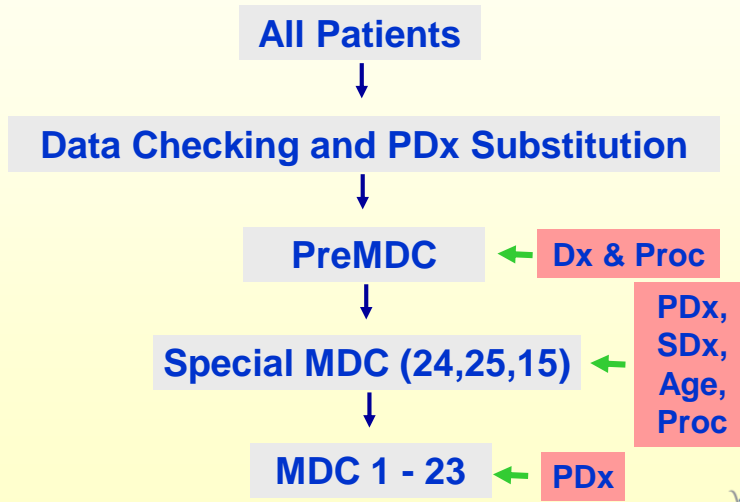 All Patients
Data Checking and PDx Substitution
PreMDC
Dx & Proc
Special MDC (24,25,15)
PDx,
SDx,
Age,
Proc
MDC 1 - 23
PDx